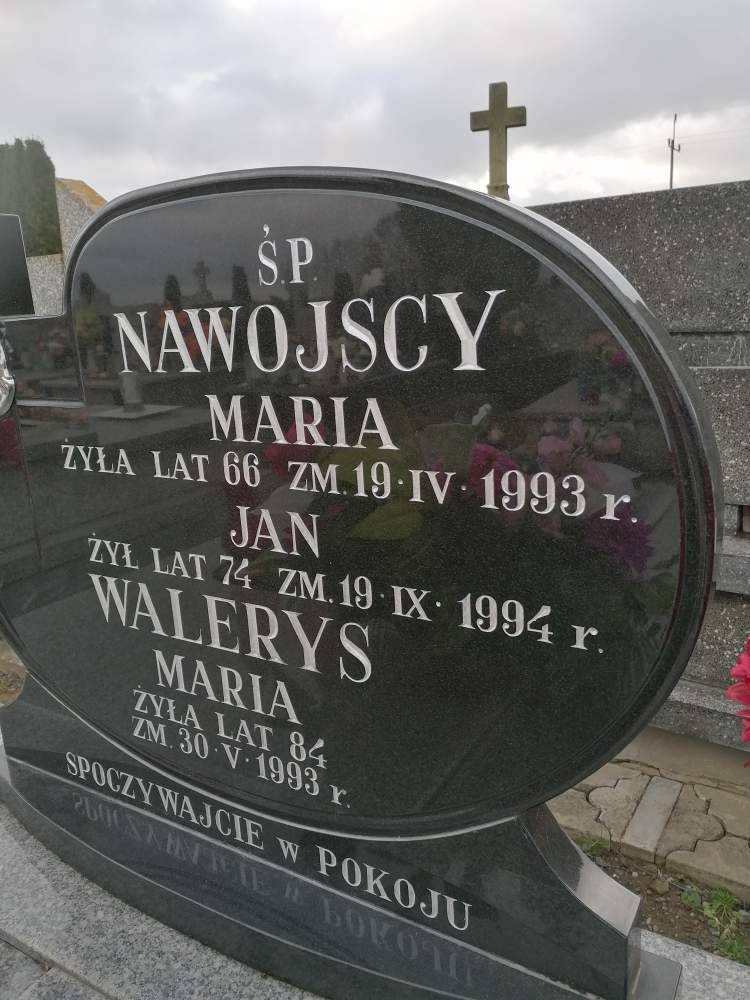 Ś.P.
NAWOJSCY
MARIA
ŻYŁA LAT 66 ZM.19·IV·1993 r.
JAN
ŻYŁ LAT 74 ZM.19·IX·1994 r.
WALERYS
MARIA
ŻYŁA LAT 84
ZM.30·V·1993 r.
SPOCZYWAJCIE w POKOJU